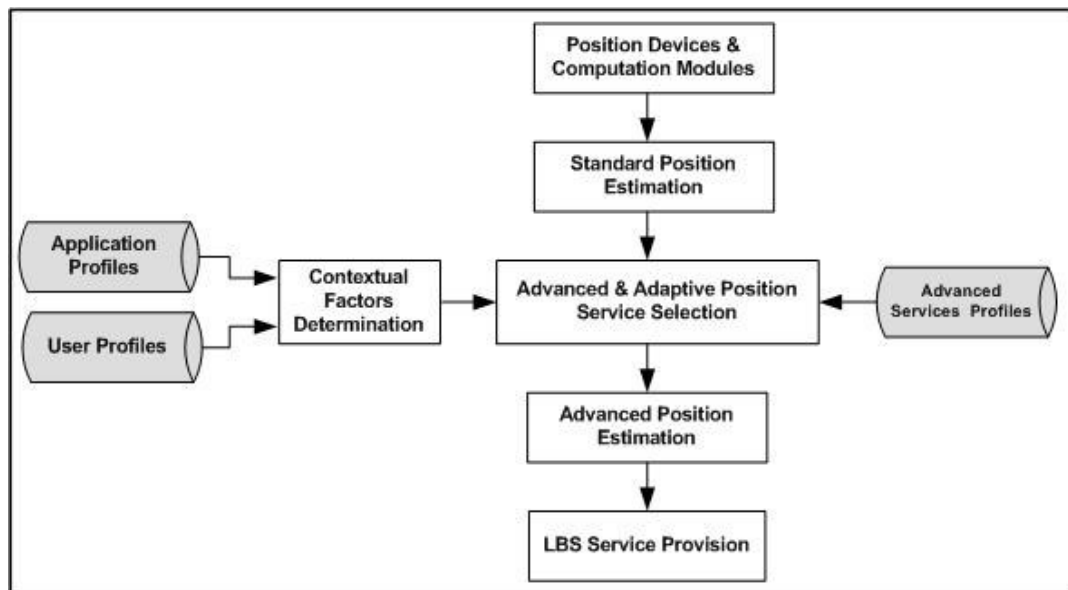 Position Devices &
Computation Modules
Standard Position
Estimation
Application
Profiles
User Profiles
Contextual
Factors
Determination
Advanced & Adaptive Position
Service Selection
Advanced
Services Profiles
Advanced Position
Estimation
LBS Service Provision